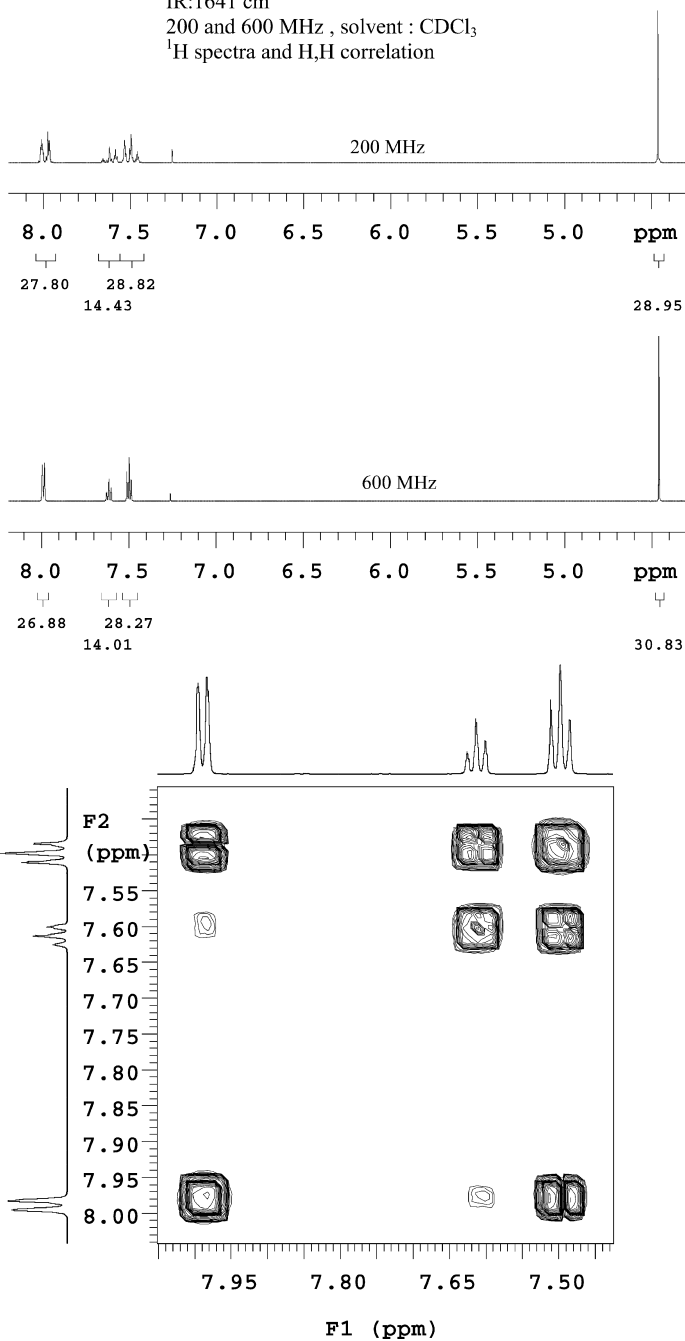 IR:1641 cm
200 and 600 MHz , solvent : CDCl₃
¹H spectra and H,H correlation
200 MHz
8.0 7.5 7.0 6.5 6.0 5.5 5.0 ppm
27.80 28.82
14.43 28.95
600 MHz
8.0 7.5 7.0 6.5 6.0 5.5 5.0 ppm
26.88 28.27
14.01 30.83
F2
(ppm)
7.55
7.60
7.65
7.70
7.75
7.80
7.85
7.90
7.95
8.00
7.95 7.80 7.65 7.50
F1 (ppm)